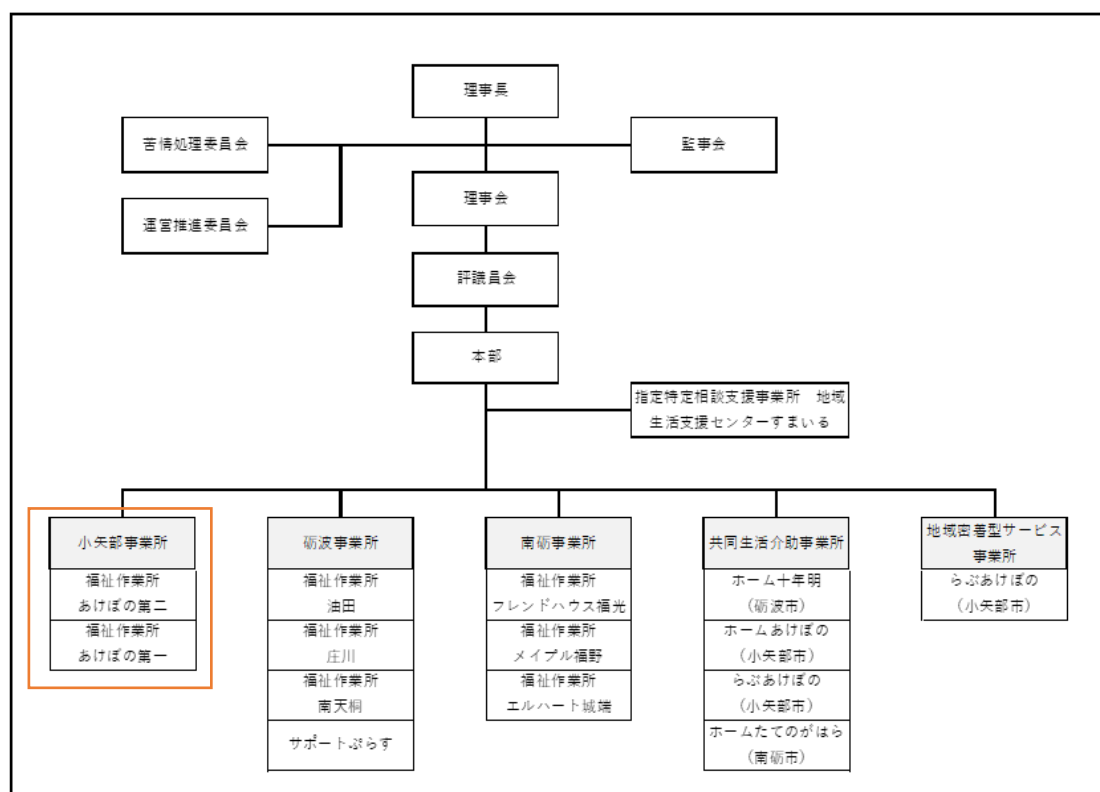 理事長
苦情処理委員会
監事会
理事会
運営推進委員会
評議員会
本部
指定特定相談支援事業所　地域
生活支援センターすまいる
小矢部事業所
福祉作業所
あけぼの第二
福祉作業所
あけぼの第一
砺波事業所
福祉作業所
油田
福祉作業所
庄川
福祉作業所
南天桐
サポートぷらす
南砺事業所
福祉作業所
フレンドハウス福光
福祉作業所
メイプル福野
福祉作業所
エルハート城端
共同生活介助事業所
ホーム十年明
(砺波市)
ホームあけぼの
(小矢部市)
らぷあけぼの
(小矢部市)
ホームたてのがはら
(南砺市)
地域密着型サービス
事業所
らぷあけぼの
(小矢部市)